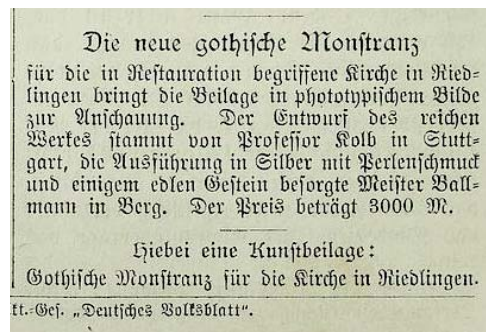 Die neue gothische Monstranz
für die in Restauration begriffene Kirche in Ried-
lingen bringt die Beilage in phototypischem Bilde
zur Anschauung. Der Entwurf des reichen
Werkes stammt von Professor Kolb in Stutt-
gart, die Ausführung in Silber mit Perlenschmuck
und einigem edlen Gestein besorgte Meister Ball-
mann in Berg. Der Preis beträgt 3000 M.
Hiebei eine Kunstbeilage:
Gothische Monstranz für die Kirche in Riedlingen.
kt.-Ges. „Deutsches Volksblatt“.